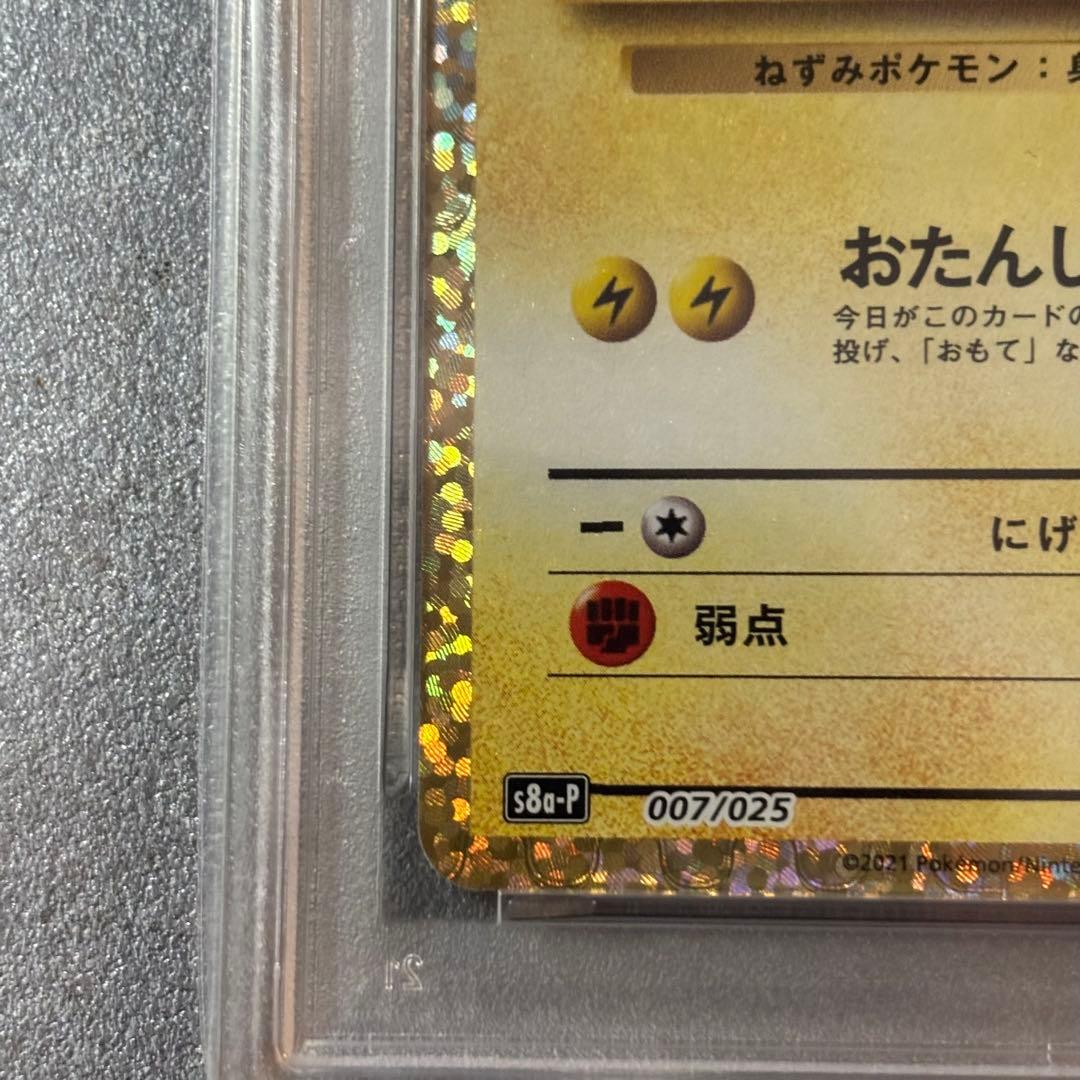 ねずみポケモン：
おたんし
今日がこのカードの
投げ、「おもて」な
にげ
弱点
s8a-P
007/025
©2021 Pokémon/Ninte
21